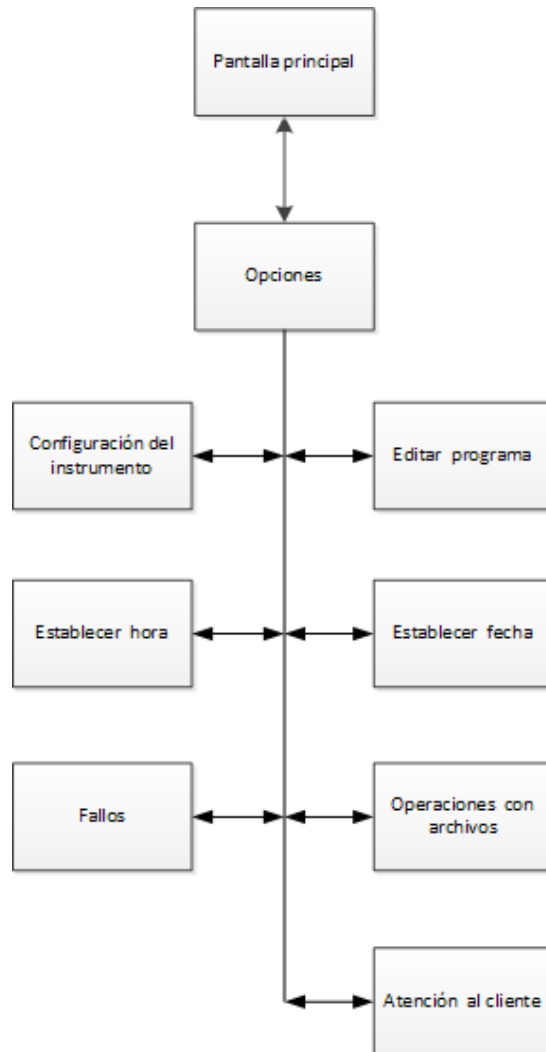 Pantalla principal
Opciones
Configuración del
instrumento
Editar programa
Establecer hora
Establecer fecha
Fallos
Operaciones con
archivos
Atención al cliente